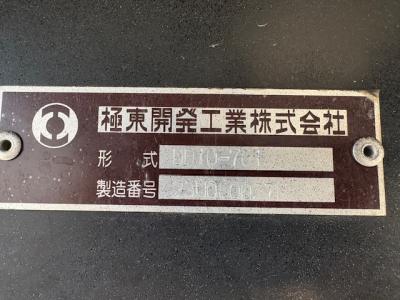 極東開発工業株式会社
形式
製造番号